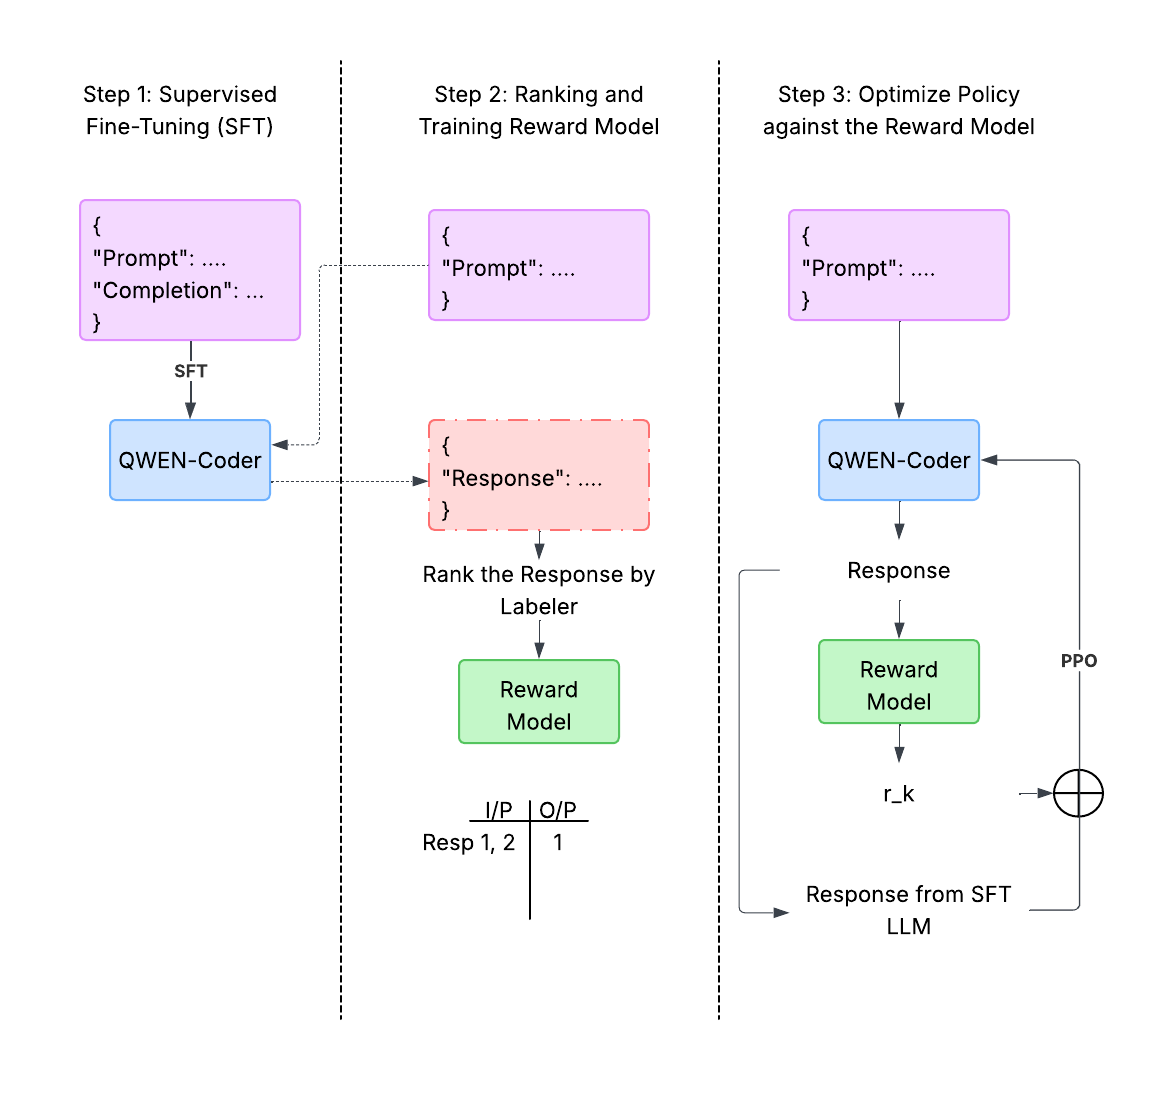 Step 1: Supervised
Fine-Tuning (SFT)
{
"Prompt": ....
"Completion": ...
}
SFT
QWEN-Coder
Step 2: Ranking and
Training Reward Model
{
"Prompt": ....
}
{
"Response": ....
}
Rank the Response by
Labeler
Reward
Model
I/P O/P
Resp 1, 2 1
Step 3: Optimize Policy
against the Reward Model
{
"Prompt": ....
}
QWEN-Coder
Response
Reward
Model
PPO
r_k
Response from SFT
LLM